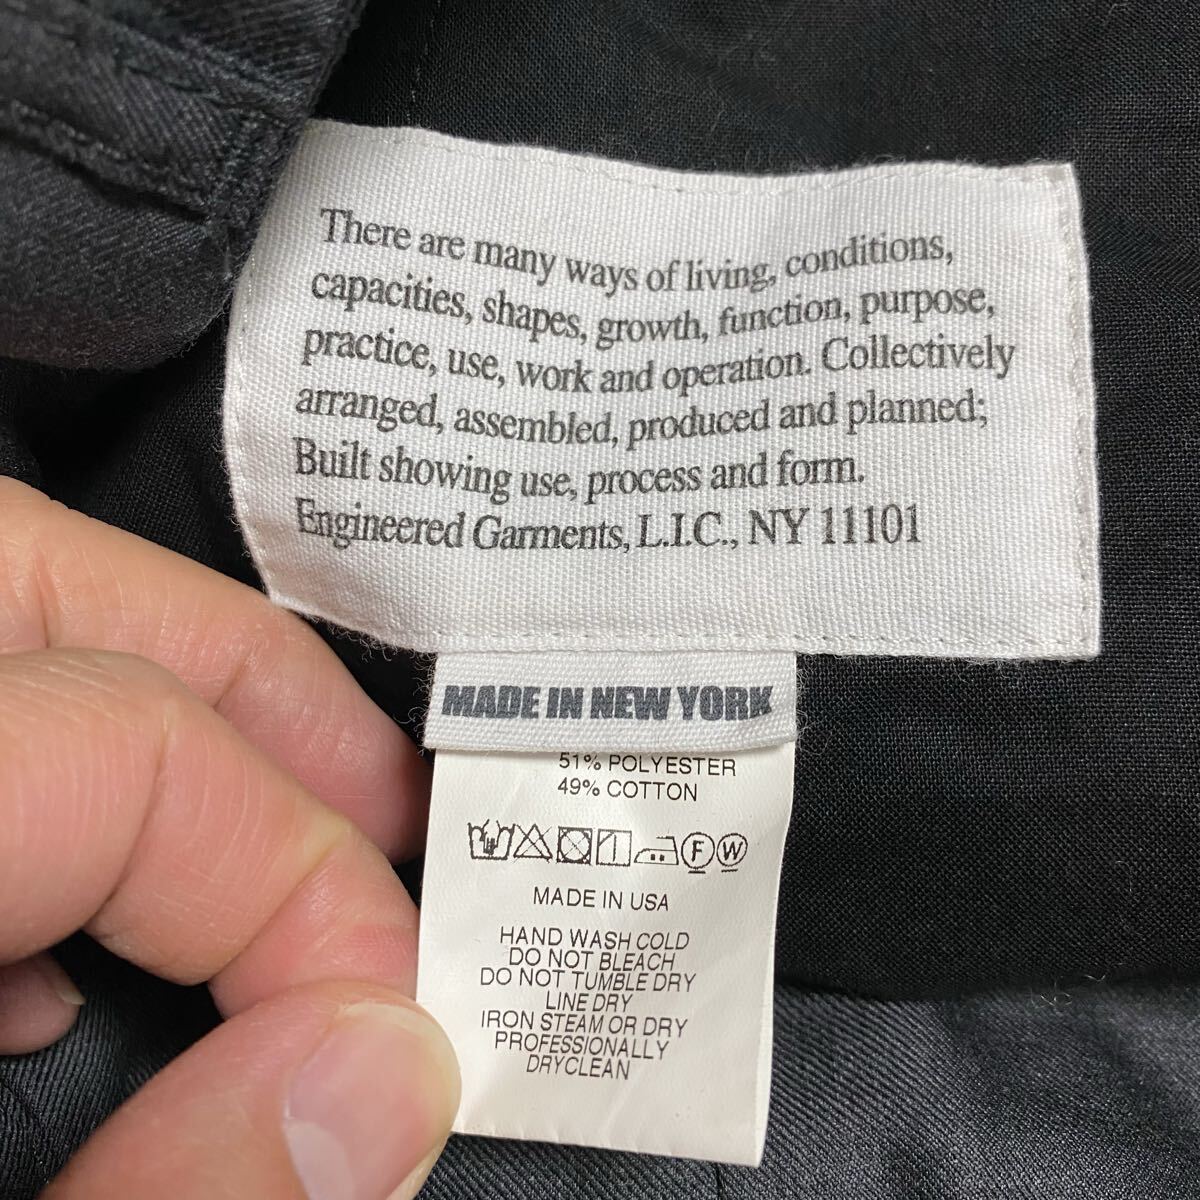 There are many ways of living, conditions,
capacities, shapes, growth, function, purpose,
practice, use, work and operation. Collectively
arranged, assembled, produced and planned;
Built showing use, process and form.
Engineered Garments, L.I.C., NY 11101
MADE IN NEW YORK
51% POLYESTER
49% COTTON
F W
MADE IN USA
HAND WASH COLD
DO NOT BLEACH
DO NOT TUMBLE DRY
LINE DRY
IRON STEAM OR DRY
PROFESSIONALLY
DRYCLEAN